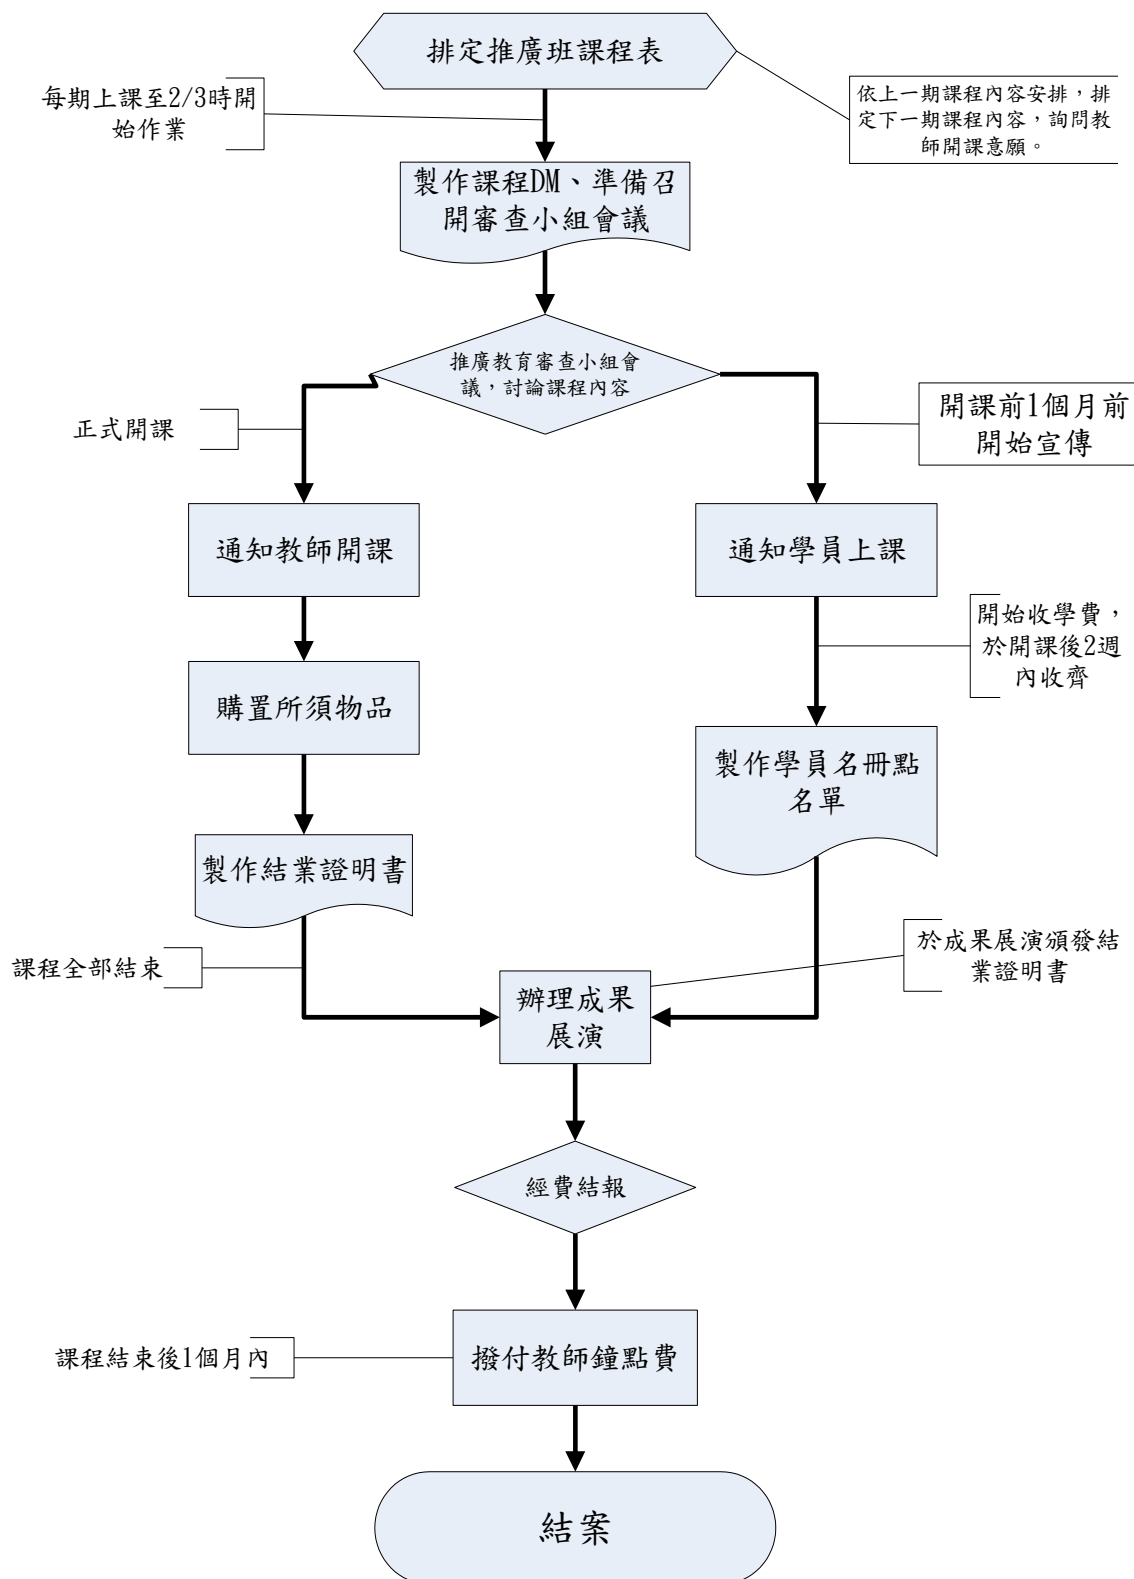 排定推廣班課程表
每期上課至2/3時開
始作業
依上一期課程內容安排，排
定下一期課程內容，詢問教
師開課意願。
製作課程DM、準備召
開審查小組會議
推廣教育審查小組會
議，討論課程內容
正式開課
開課前1個月前
開始宣傳
通知教師開課
通知學員上課
開始收學費，
於開課後2週
內收齊
購置所須物品
製作學員名冊點
名單
製作結業證明書
課程全部結束
於成果展演頒發結
業證明書
辦理成果
展演
經費結報
課程結束後1個月內
撥付教師鐘點費
結案